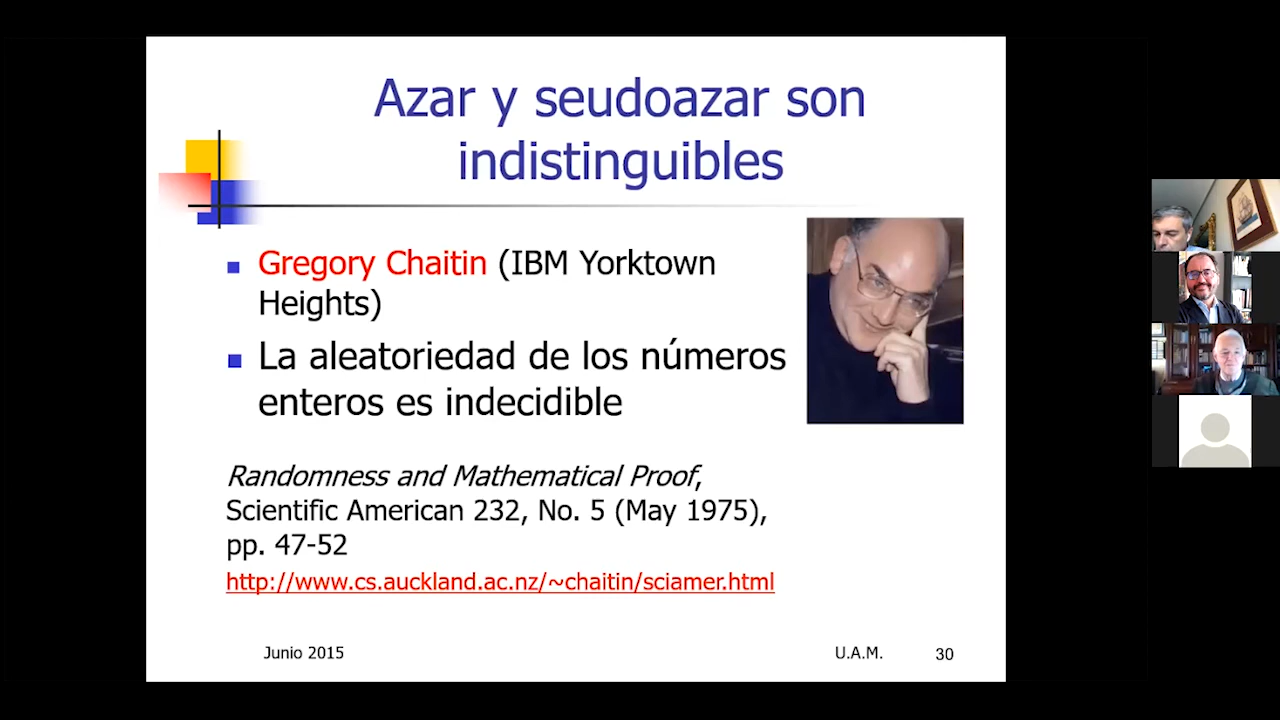 Azar y seudoazar son
indistinguibles
Gregory Chaitin (IBM Yorktown
Heights)
La aleatoriedad de los números
enteros es indecidible
Randomness and Mathematical Proof,
Scientific American 232, No. 5 (May 1975),
pp. 47-52
http://www.cs.auckland.ac.nz/~chaitin/sciamer.html
Junio 2015
U.A.M.
30